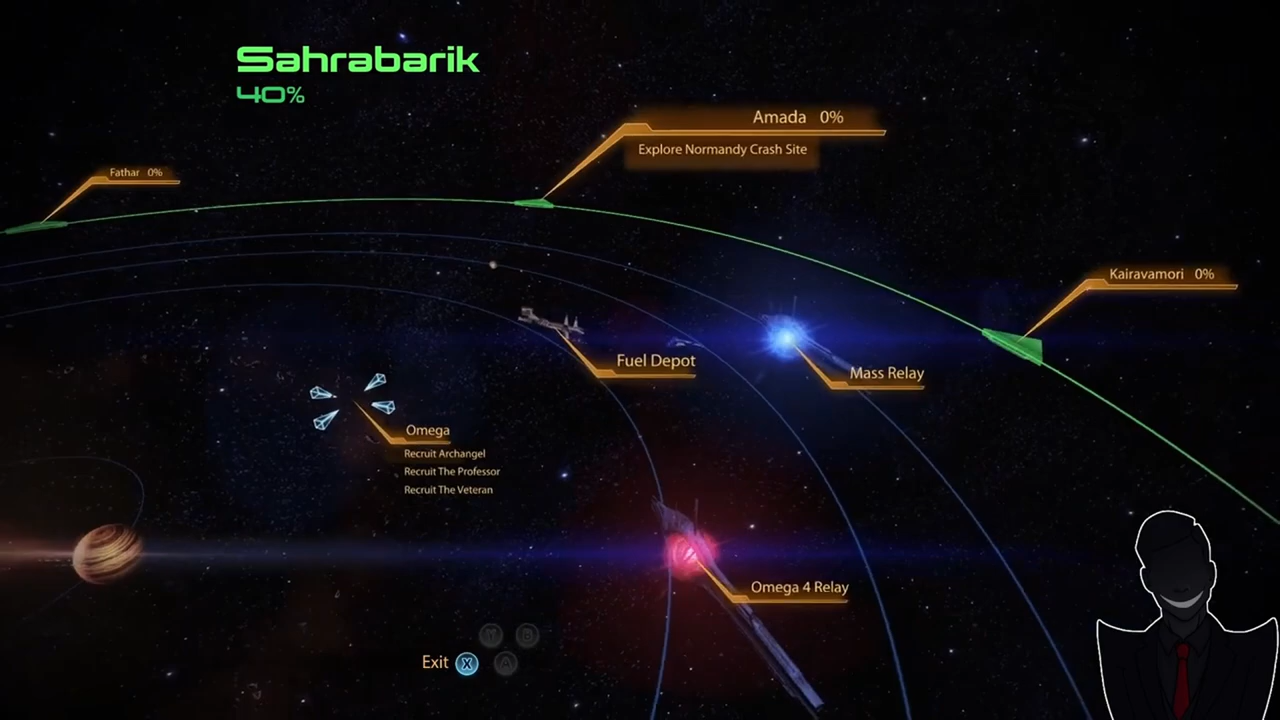 Sahrabarik
40%
Amada 0%
Explore Normandy Crash Site
Fathar 0%
Kairavamori 0%
Fuel Depot
Mass Relay
Omega
Recruit Archangel
Recruit The Professor
Recruit The Veteran
Omega 4 Relay
Y B
Exit X A